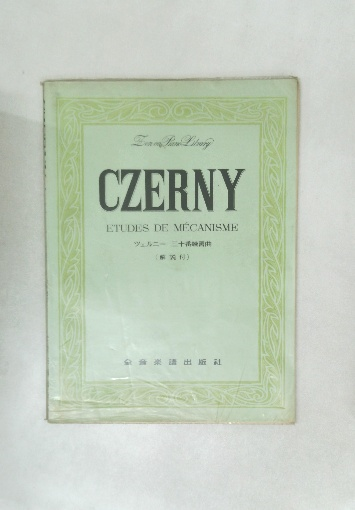 Zen-on Piano Library
CZERNY
ETUDES DE MÉCANISME
ツェルニー 三十番練習曲
(解説付)
全音楽譜出版社